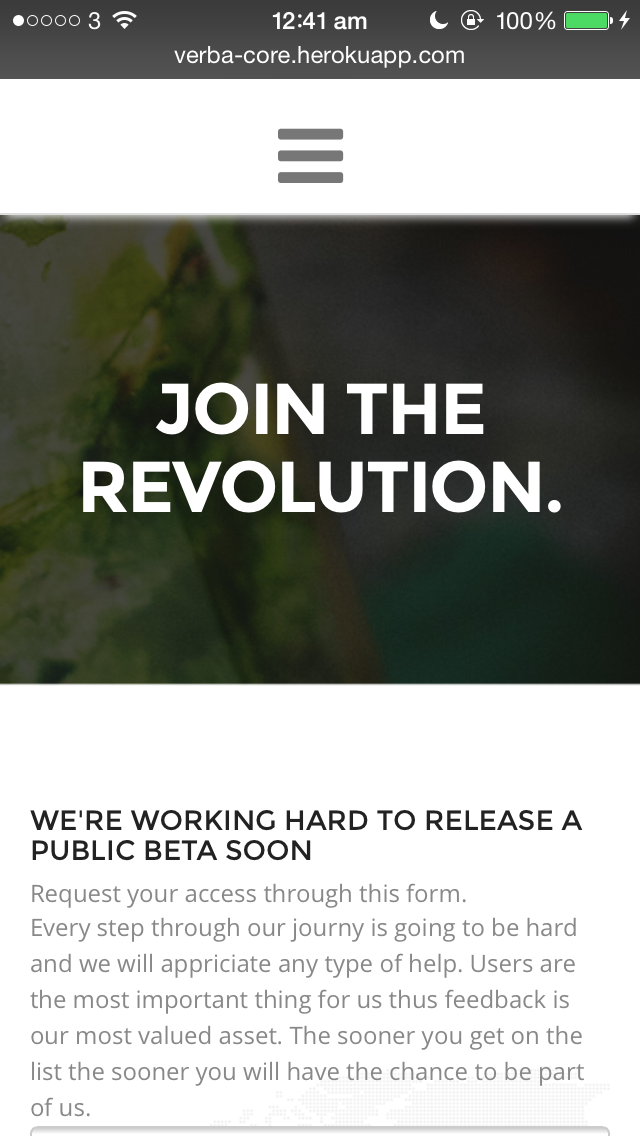 3 12:41 am 100%
verba-core.herokuapp.com
JOIN THE
REVOLUTION.
WE'RE WORKING HARD TO RELEASE A
PUBLIC BETA SOON
Request your access through this form.
Every step through our journy is going to be hard
and we will appriciate any type of help. Users are
the most important thing for us thus feedback is
our most valued asset. The sooner you get on the
list the sooner you will have the chance to be part
of us.